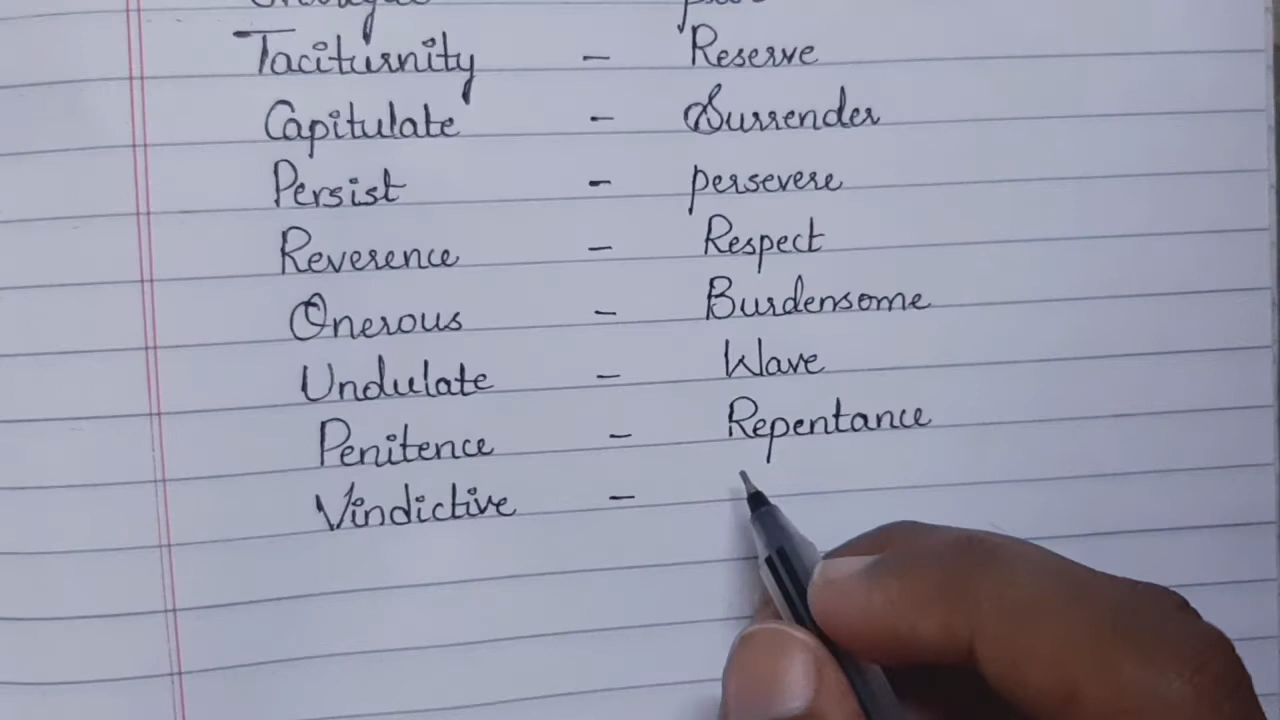 Taciturnity - Reserve
Capitulate - Surrender
Persist - persevere
Reverence - Respect
Onerous - Burdensome
Undulate - Wave
Penitence - Repentance
Vindictive -